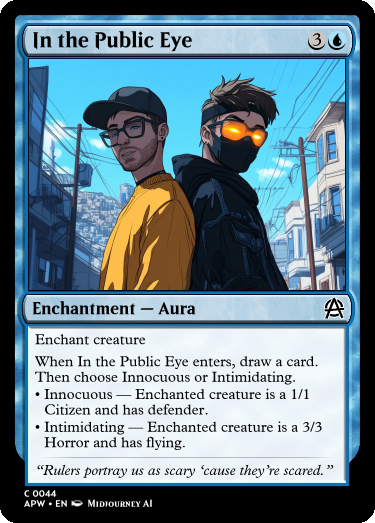 In the Public Eye 3
Enchantment — Aura
Enchant creature
When In the Public Eye enters, draw a card.
Then choose Innocuous or Intimidating.
• Innocuous — Enchanted creature is a 1/1
Citizen and has defender.
• Intimidating — Enchanted creature is a 3/3
Horror and has flying.
“Rulers portray us as scary ‘cause they’re scared.”
C 0044
APW • EN Midjourney AI